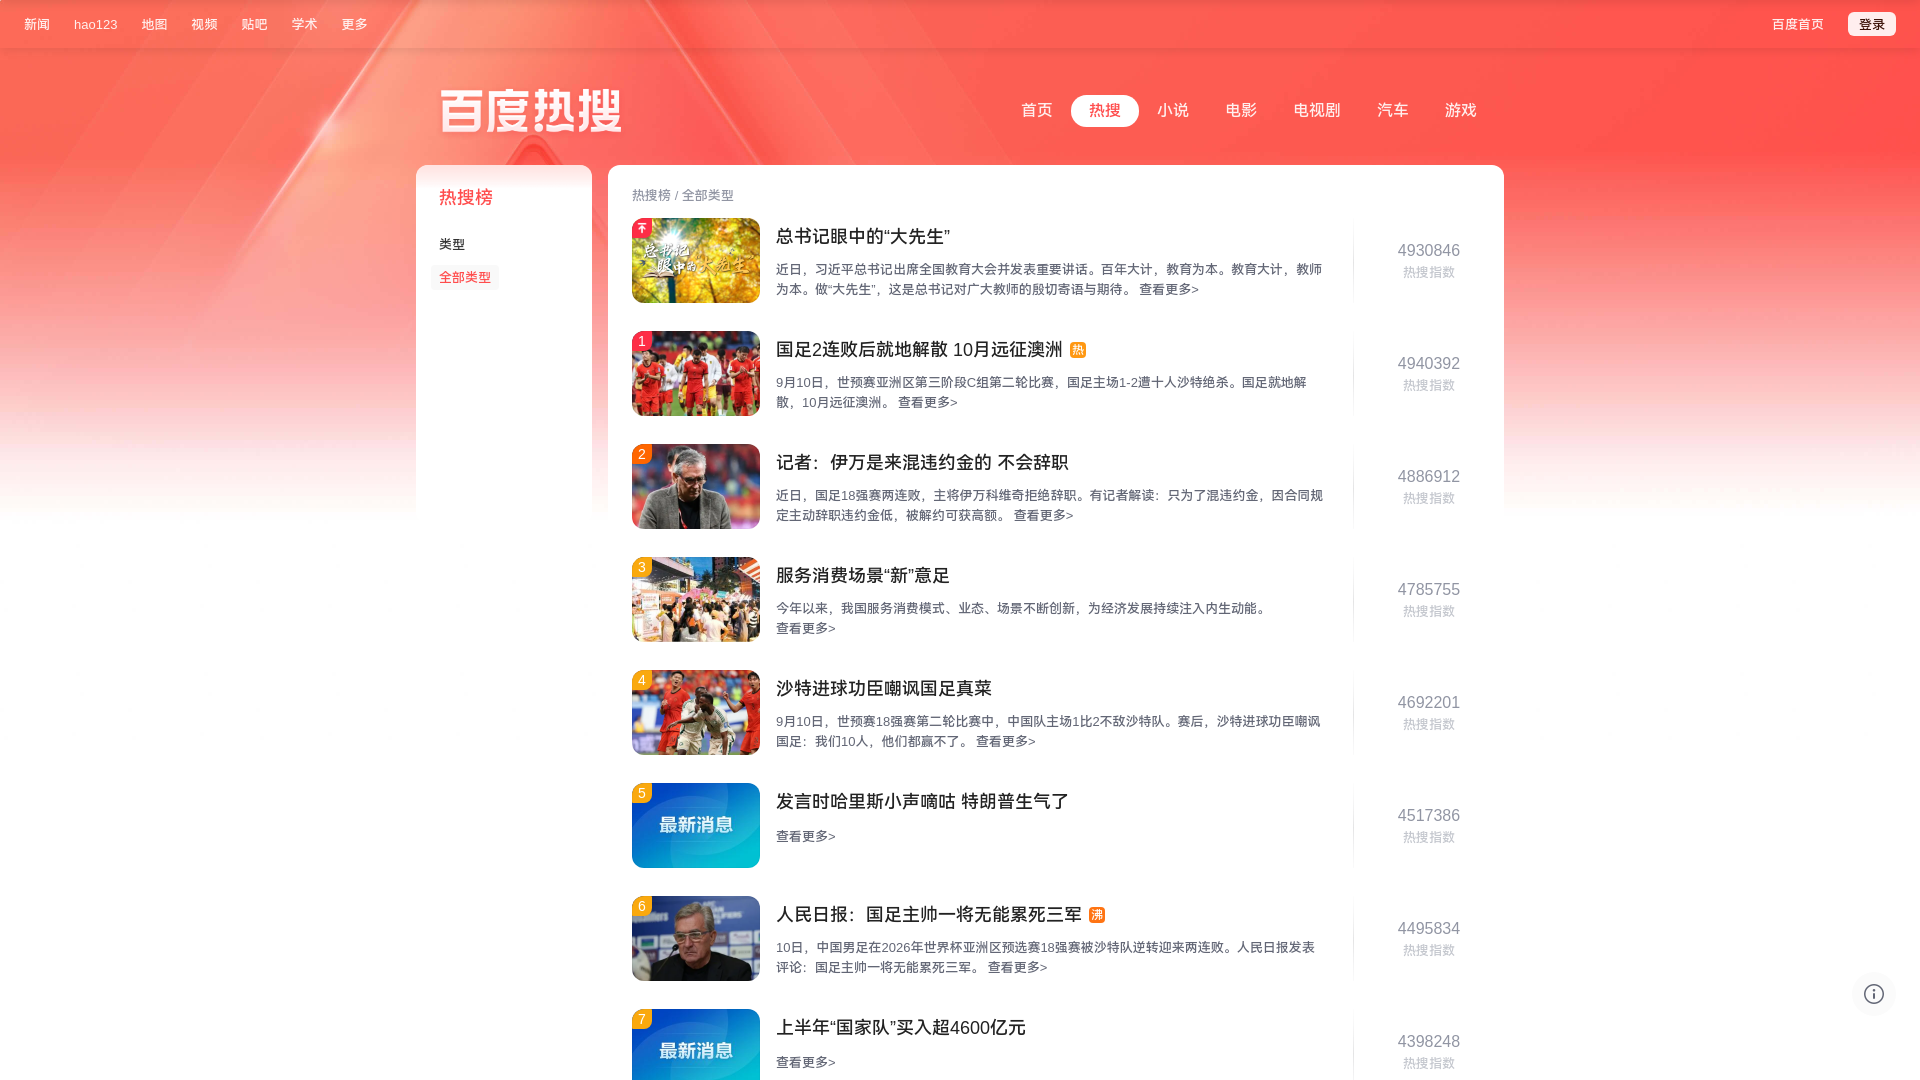 新闻
hao123
地图
视频
贴吧
学术
更多
百度首页
登录
百度热搜
首页
热搜
小说
电影
电视剧
汽车
游戏
热搜榜
类型
全部类型
热搜榜 / 全部类型
总书记
眼中的大先生
总书记眼中的“大先生”
近日，习近平总书记出席全国教育大会并发表重要讲话。百年大计，教育为本。教育大计，教师
为本。做“大先生”，这是总书记对广大教师的殷切寄语与期待。 查看更多>
4930846
热搜指数
1
国足2连败后就地解散 10月远征澳洲 热
9月10日，世预赛亚洲区第三阶段C组第二轮比赛，国足主场1-2遭十人沙特绝杀。国足就地解
散，10月远征澳洲。 查看更多>
4940392
热搜指数
2
记者：伊万是来混违约金的 不会辞职
近日，国足18强赛两连败，主将伊万科维奇拒绝辞职。有记者解读：只为了混违约金，因合同规
定主动辞职违约金低，被解约可获高额。 查看更多>
4886912
热搜指数
3
服务消费场景“新”意足
今年以来，我国服务消费模式、业态、场景不断创新，为经济发展持续注入内生动能。
查看更多>
4785755
热搜指数
4
沙特进球功臣嘲讽国足真菜
9月10日，世预赛18强赛第二轮比赛中，中国队主场1比2不敌沙特队。赛后，沙特进球功臣嘲讽
国足：我们10人，他们都赢不了。 查看更多>
4692201
热搜指数
5
最新消息
发言时哈里斯小声嘀咕 特朗普生气了
查看更多>
4517386
热搜指数
6
人民日报：国足主帅一将无能累死三军 沸
10日，中国男足在2026年世界杯亚洲区预选赛18强赛被沙特队逆转迎来两连败。人民日报发表
评论：国足主帅一将无能累死三军。 查看更多>
4495834
热搜指数
7
最新消息
上半年“国家队”买入超4600亿元
查看更多>
4398248
热搜指数